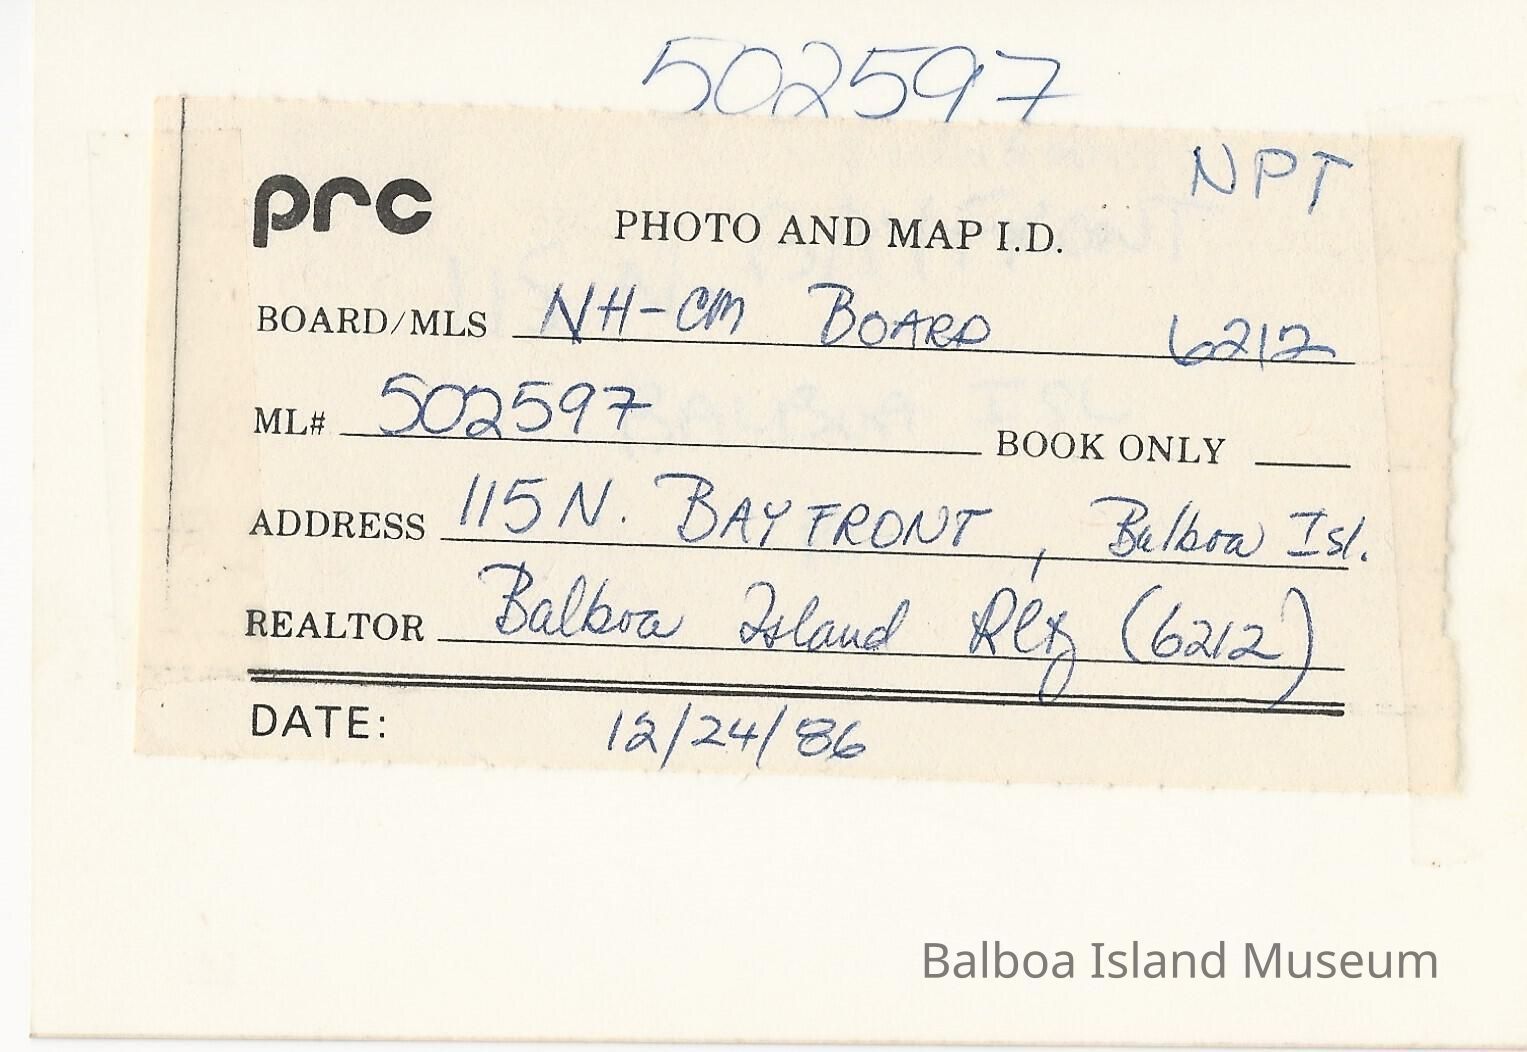 502597
NPT
prc PHOTO AND MAP I.D.
BOARD/MLS NH-CM BOARD 6212
ML# 502597 BOOK ONLY
ADDRESS 115 N. BAYFRONT, Balboa Isl.
REALTOR Balboa Island Rlty (6212)
DATE: 12/24/86
Balboa Island Museum